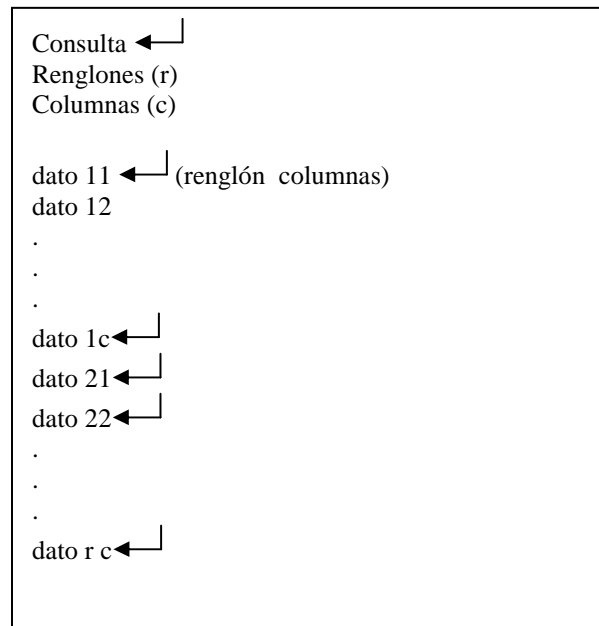 Consulta
Renglones (r)
Columnas (c)
dato 11 (renglón columnas)
dato 12
.
.
.
dato 1c
dato 21
dato 22
.
.
.
dato r c